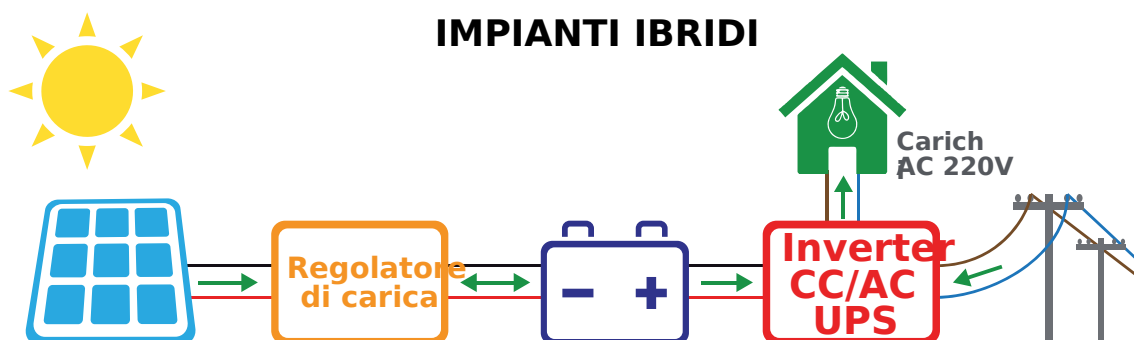 IMPIANTI IBRIDI
Carich
i
AC 220V
Regolatore
di carica
Inverter
CC/AC
UPS